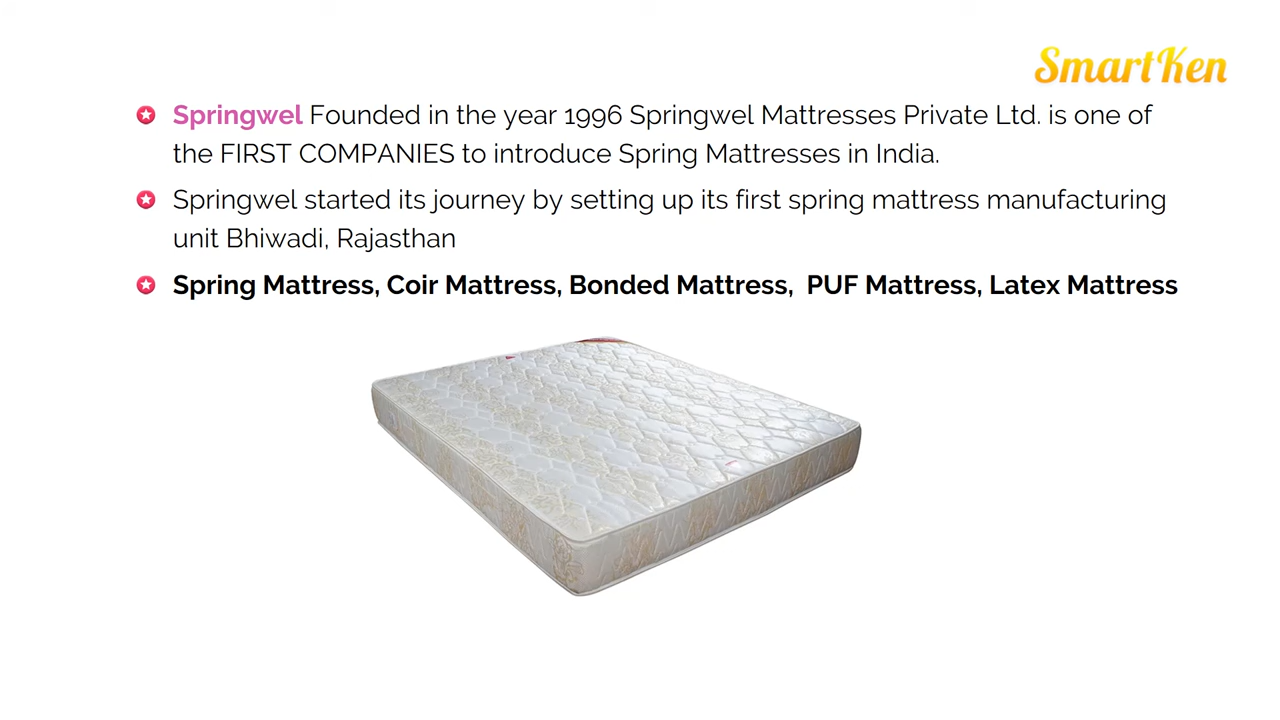 SmartKen
Springwel Founded in the year 1996 Springwel Mattresses Private Ltd. is one of
the FIRST COMPANIES to introduce Spring Mattresses in India.
Springwel started its journey by setting up its first spring mattress manufacturing
unit Bhiwadi, Rajasthan
Spring Mattress, Coir Mattress, Bonded Mattress,  PUF Mattress, Latex Mattress